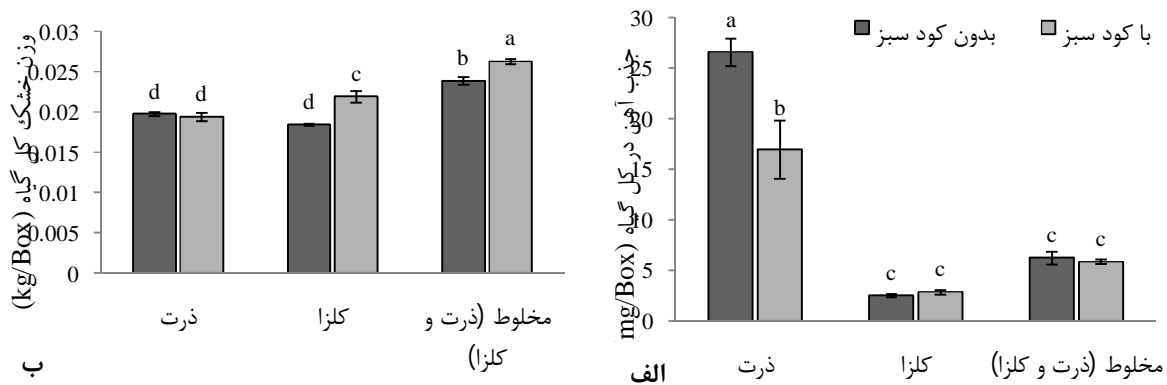 وزن خشک کل گیاه (kg/Box)
0.03
0.025
0.02
0.015
0.01
0.005
0
d d d c b a
ذرت
کلزا
مخلوط (ذرت و
کلزا)
ب
جذب آهن در کل گیاه (mg/Box)
30
25
20
15
10
5
0
بدون کود سبز
با کود سبز
a b c c c c
ذرت
کلزا
مخلوط (ذرت و کلزا)
الف